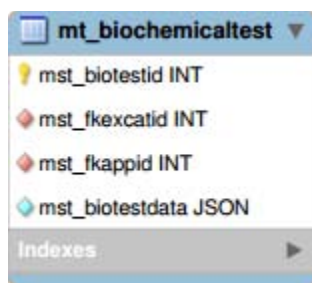 mt_biochemicaltest
mst_biotestid INT
mst_fkexcatid INT
mst_fkappid INT
mst_biotestdata JSON
Indexes